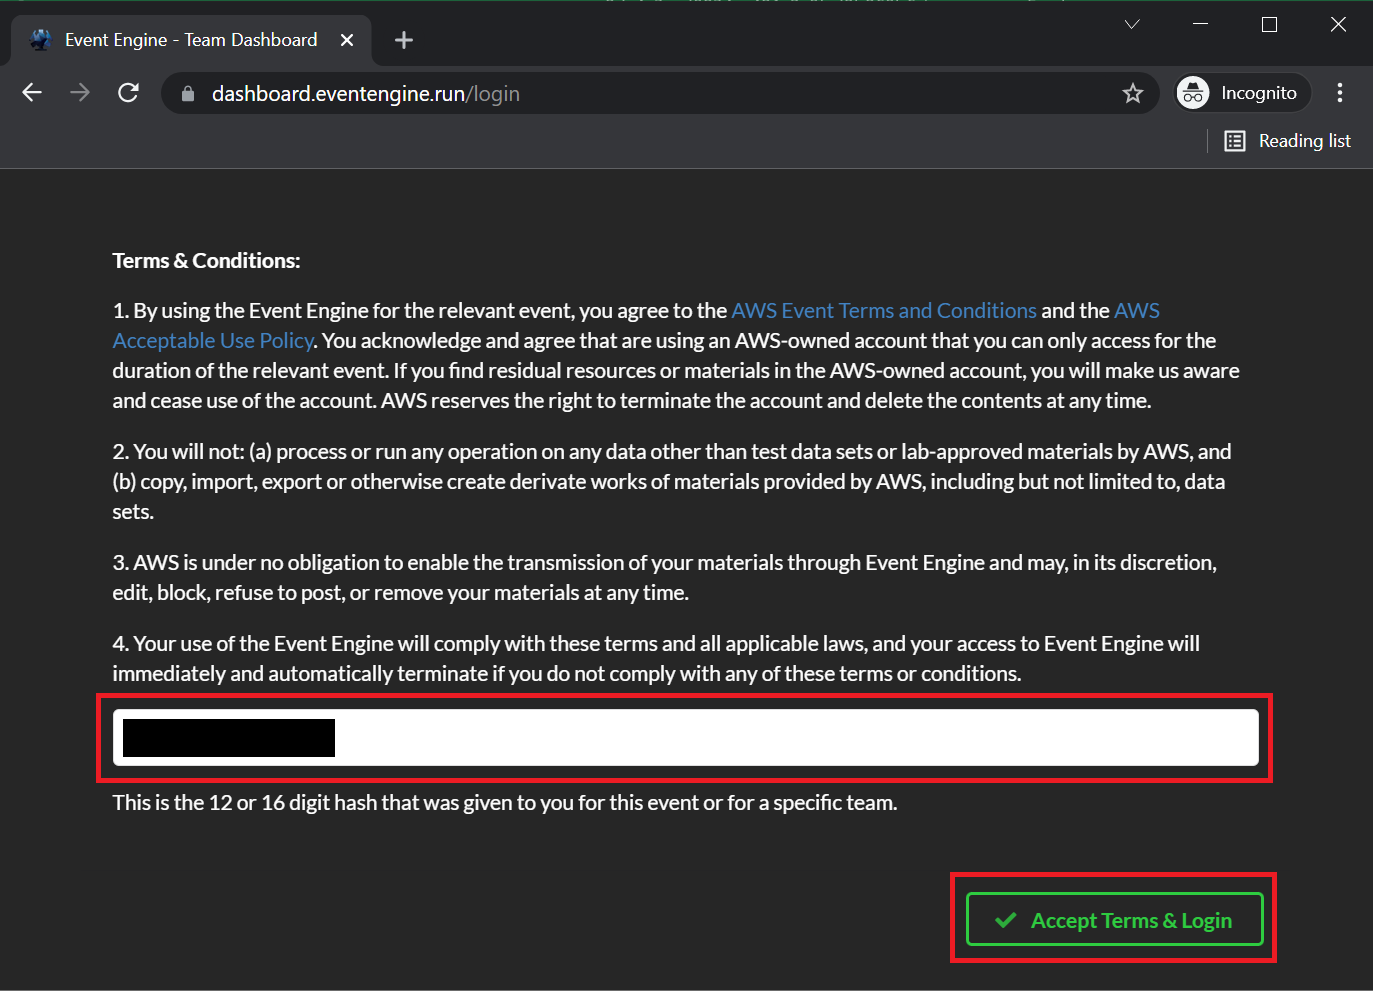 Event Engine - Team Dashboard
dashboard.eventengine.run/login
Incognito
Reading list
Terms & Conditions:
1. By using the Event Engine for the relevant event, you agree to the AWS Event Terms and Conditions and the AWS
Acceptable Use Policy. You acknowledge and agree that are using an AWS-owned account that you can only access for the
duration of the relevant event. If you find residual resources or materials in the AWS-owned account, you will make us aware
and cease use of the account. AWS reserves the right to terminate the account and delete the contents at any time.
2. You will not: (a) process or run any operation on any data other than test data sets or lab-approved materials by AWS, and
(b) copy, import, export or otherwise create derivate works of materials provided by AWS, including but not limited to, data
sets.
3. AWS is under no obligation to enable the transmission of your materials through Event Engine and may, in its discretion,
edit, block, refuse to post, or remove your materials at any time.
4. Your use of the Event Engine will comply with these terms and all applicable laws, and your access to Event Engine will
immediately and automatically terminate if you do not comply with any of these terms or conditions.
This is the 12 or 16 digit hash that was given to you for this event or for a specific team.
Accept Terms & Login